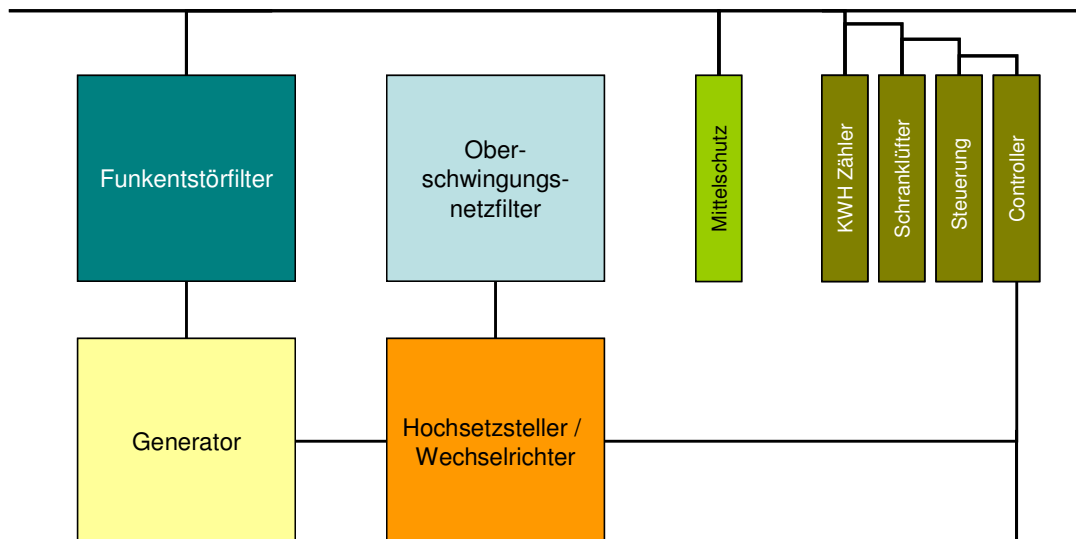 Funkentstörfilter
Ober-
schwingungs-
netzfilter
Mittelschutz
KWH Zähler
Schranklüfter
Steuerung
Controller
Generator
Hochsetzsteller /
Wechselrichter